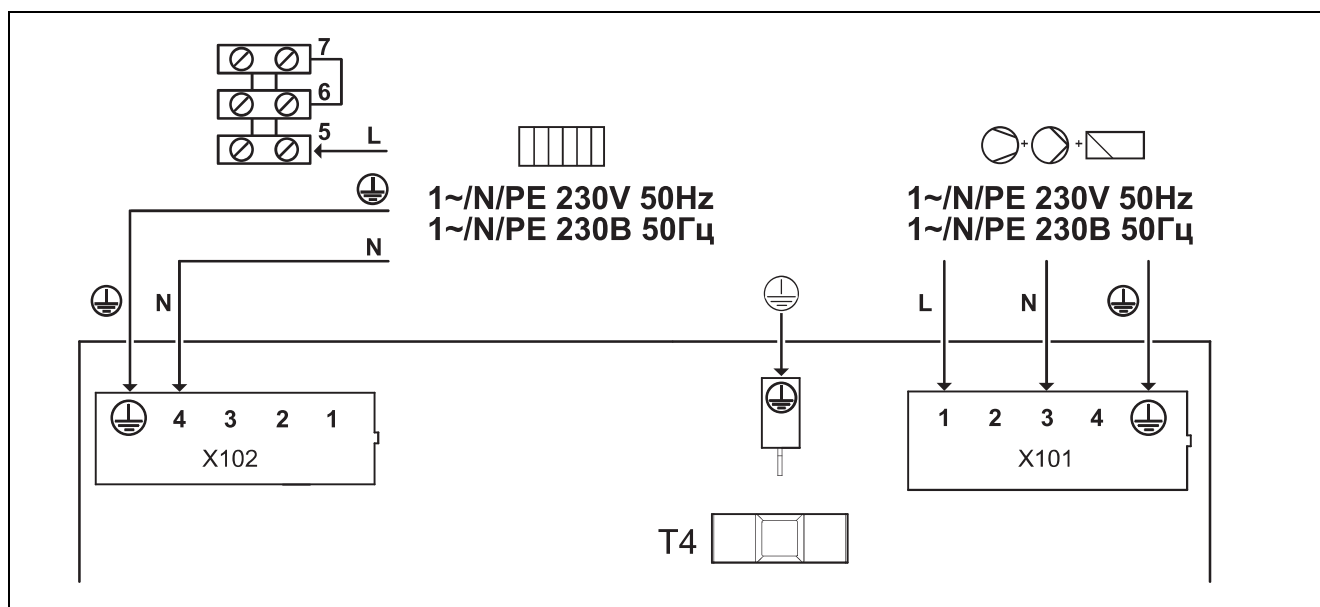 7
6
5
L
1~/N/PE 230V 50Hz
1~/N/PE 230В 50Гц
1~/N/PE 230V 50Hz
1~/N/PE 230В 50Гц
N
N
L
N
4 3 2 1
X102
1 2 3 4
X101
T4